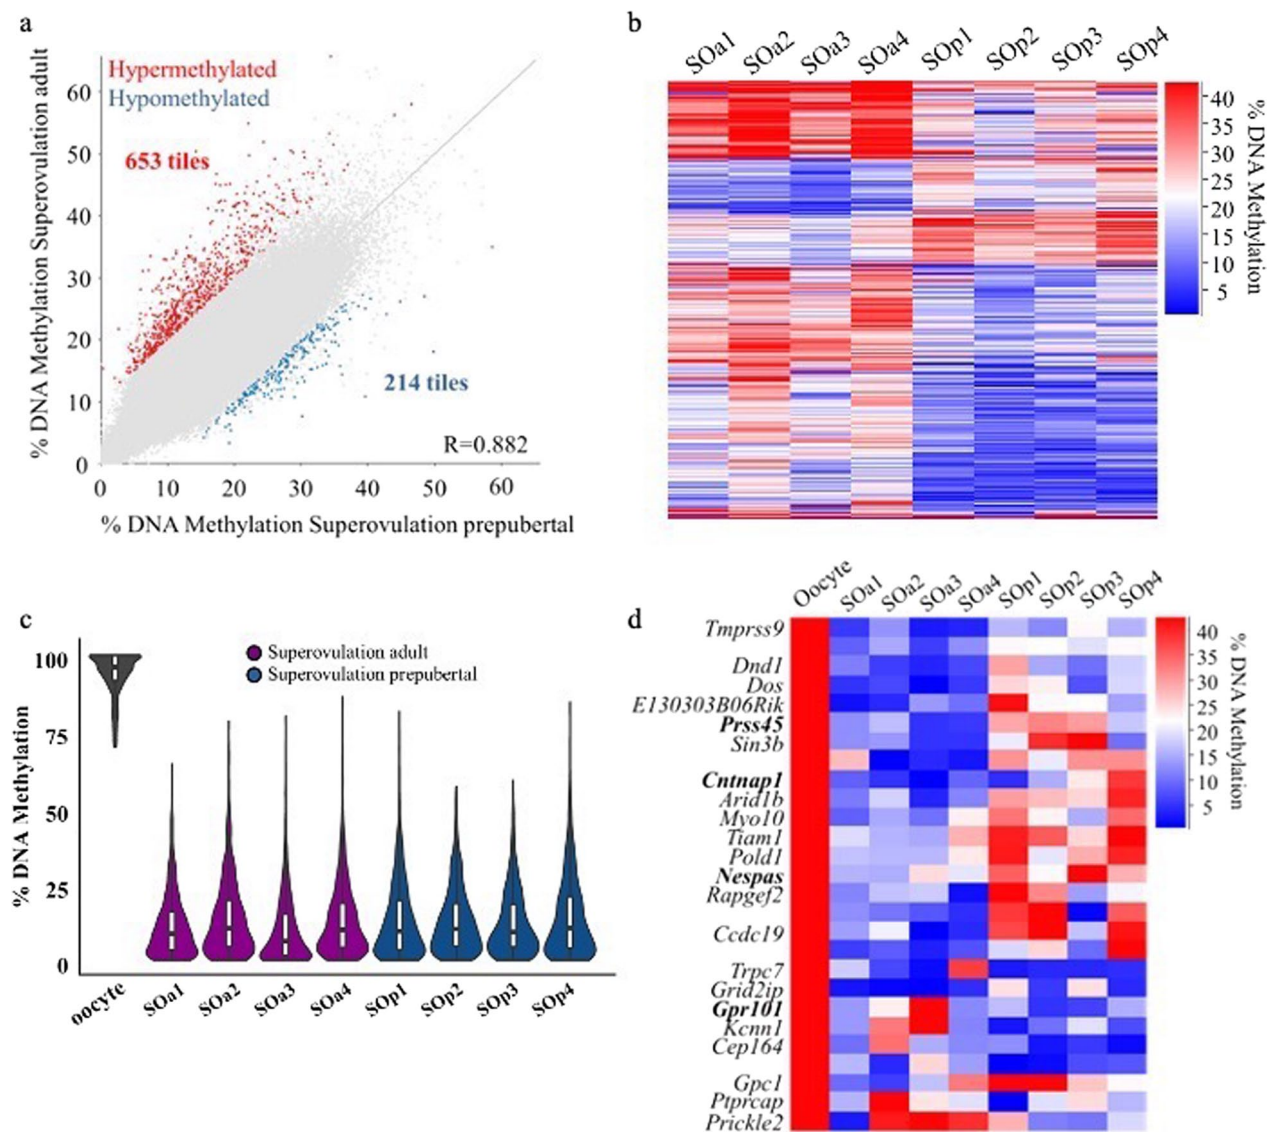 a
% DNA Methylation Superovulation adult
Hypermethylated
Hypomethylated
653 tiles
214 tiles
R=0.882
60
50
40
30
20
10
0
0 10 20 30 40 50 60
% DNA Methylation Superovulation prepubertal
b
SOa1 SOa2 SOa3 SOa4 SOp1 SOp2 SOp3 SOp4
40
35
30
25
20
15
10
5
% DNA Methylation
c
% DNA Methylation
100
75
50
25
0
Superovulation adult
Superovulation prepubertal
oocyte SOa1 SOa2 SOa3 SOa4 SOp1 SOp2 SOp3 SOp4
d
Oocyte SOa1 SOa2 SOa3 SOa4 SOp1 SOp2 SOp3 SOp4
Tmprss9
Dnd1
Dos
E130303B06Rik
Prss45
Sin3b
Cntnap1
Arid1b
Myo10
Tiam1
Pold1
Nespas
Rapgef2
Ccdc19
Trpc7
Grid2ip
Gpr101
Kcnn1
Cep164
Gpc1
Ptprcap
Prickle2
40
35
30
25
20
15
10
5
% DNA Methylation